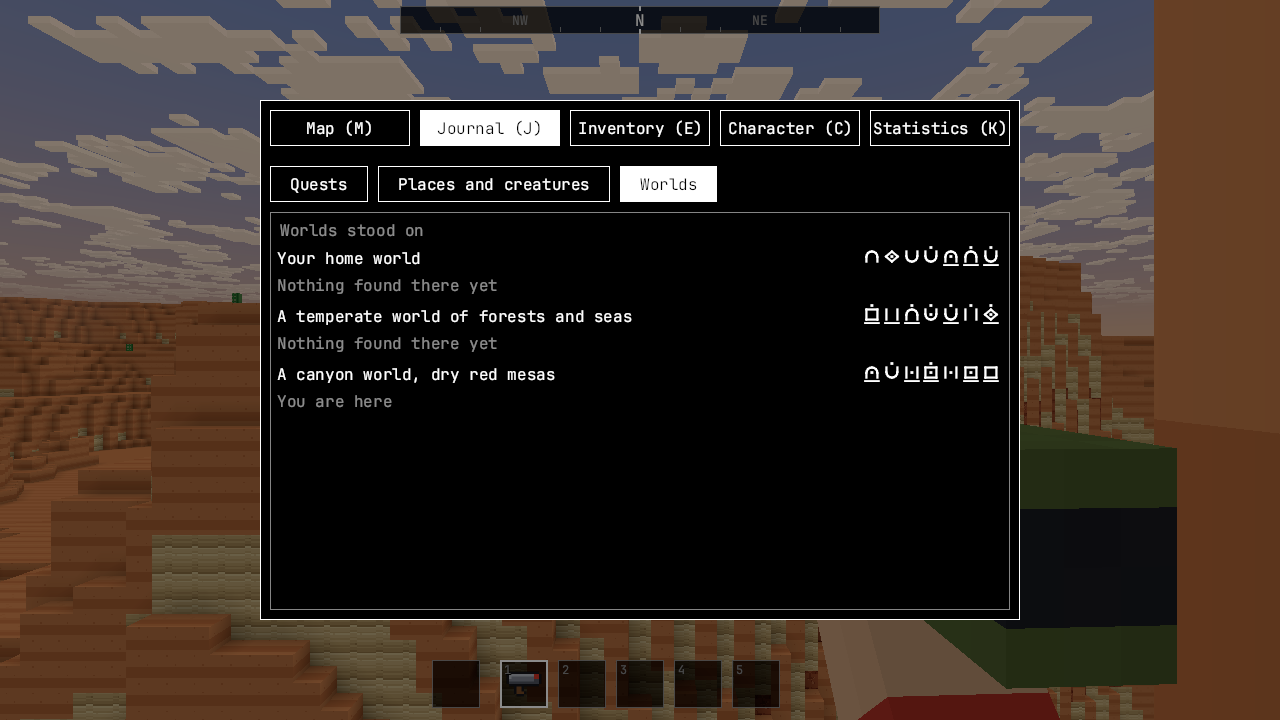 NW N NE
Map (M) Journal (J) Inventory (E) Character (C) Statistics (K)
Quests Places and creatures Worlds
Worlds stood on
Your home world
Nothing found there yet
A temperate world of forests and seas
Nothing found there yet
A canyon world, dry red mesas
You are here
1 2 3 4 5